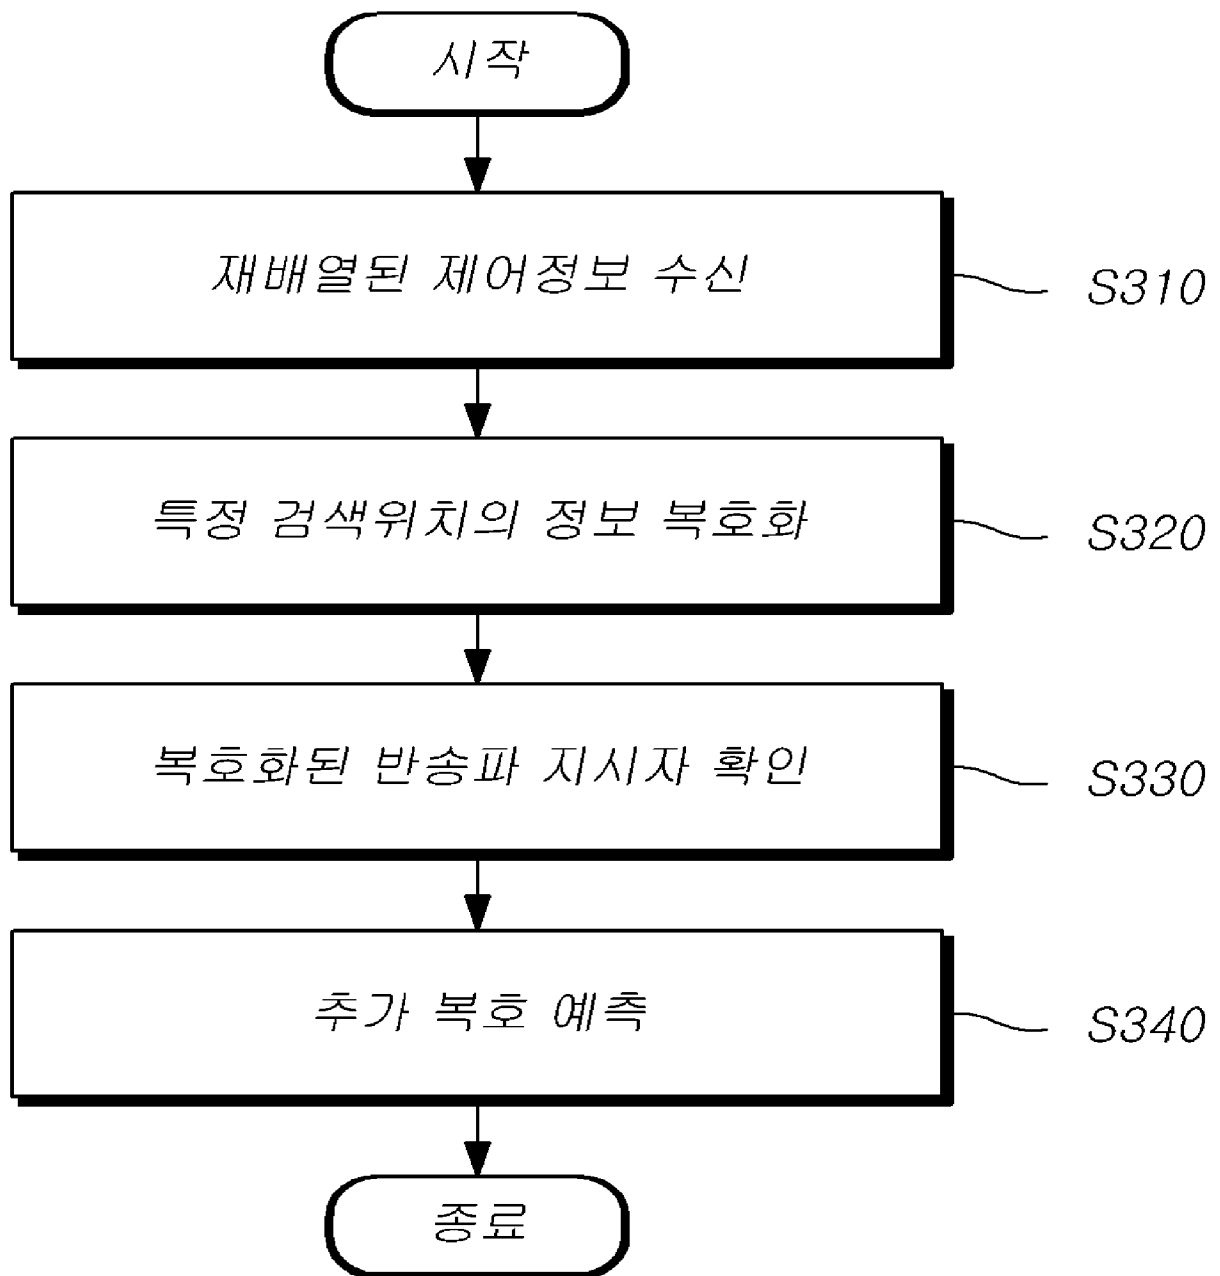 시작
재배열된 제어정보 수신
S310
특정 검색위치의 정보 복호화
S320
복호화된 반송파 지시자 확인
S330
추가 복호 예측
S340
종료